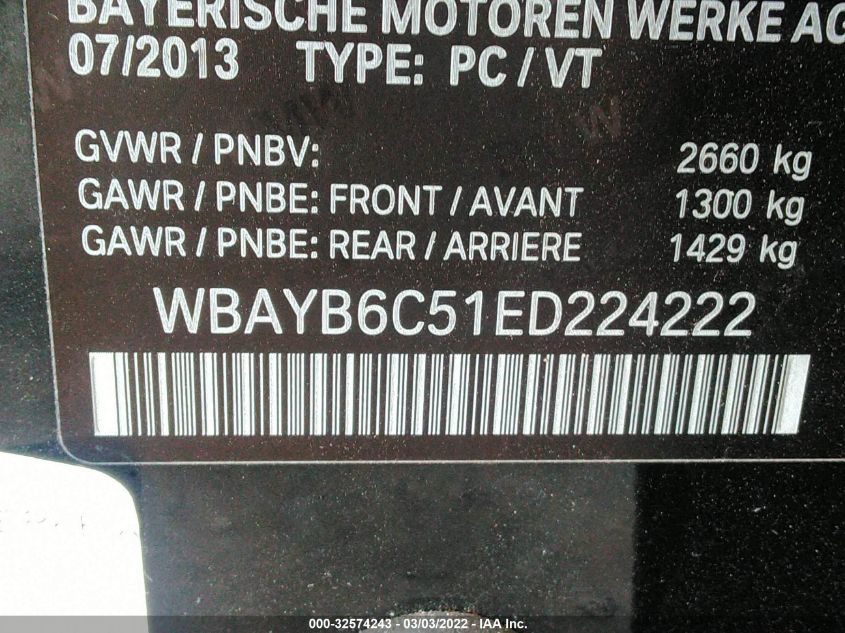 BAYERISCHE MOTOREN WERKE AG
07/2013 TYPE: PC / VT
GVWR / PNBV: 2660 kg
GAWR / PNBE: FRONT / AVANT 1300 kg
GAWR / PNBE: REAR / ARRIERE 1429 kg
WBAYB6C51ED224222
000-32574243 - 03/03/2022 - IAA Inc.